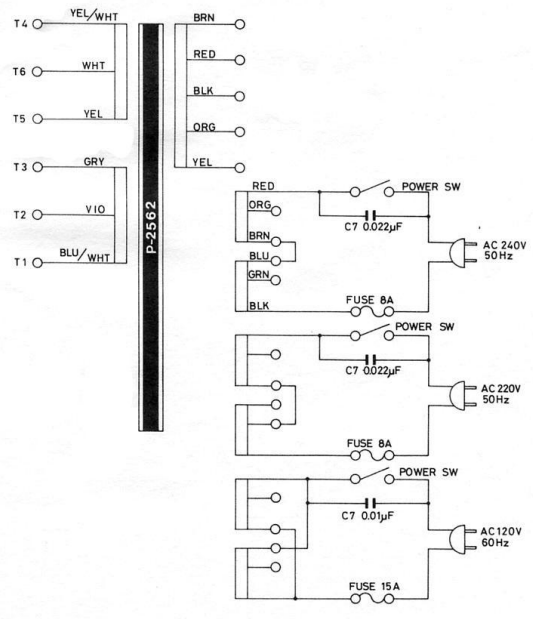 T4 YEL/WHT
T6 WHT
T5 YEL
T3 GRY
T2 VIO
T1 BLU/WHT
P-2562
BRN
RED
BLK
ORG
YEL
RED
POWER SW
ORG
C7 0.022µF
BRN
BLU
AC 240V
50Hz
GRN
BLK
FUSE 8A
POWER SW
C7 0.022µF
AC 220V
50Hz
FUSE 8A
POWER SW
C7 0.01µF
AC 120V
60Hz
FUSE 15A